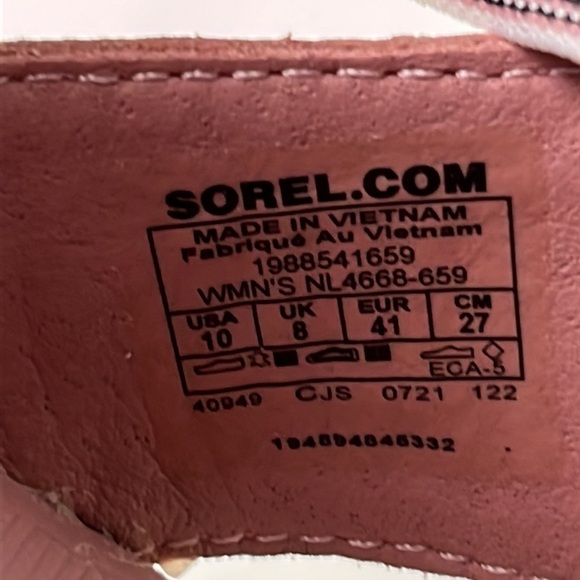 SOREL.COM
MADE IN VIETNAM
Fabriqué Au Vietnam
1988541659
WMN'S NL4668-659
USA UK EUR CM
10 8 41 27
ECA-5
40949 CJS 0721 122
194894848332